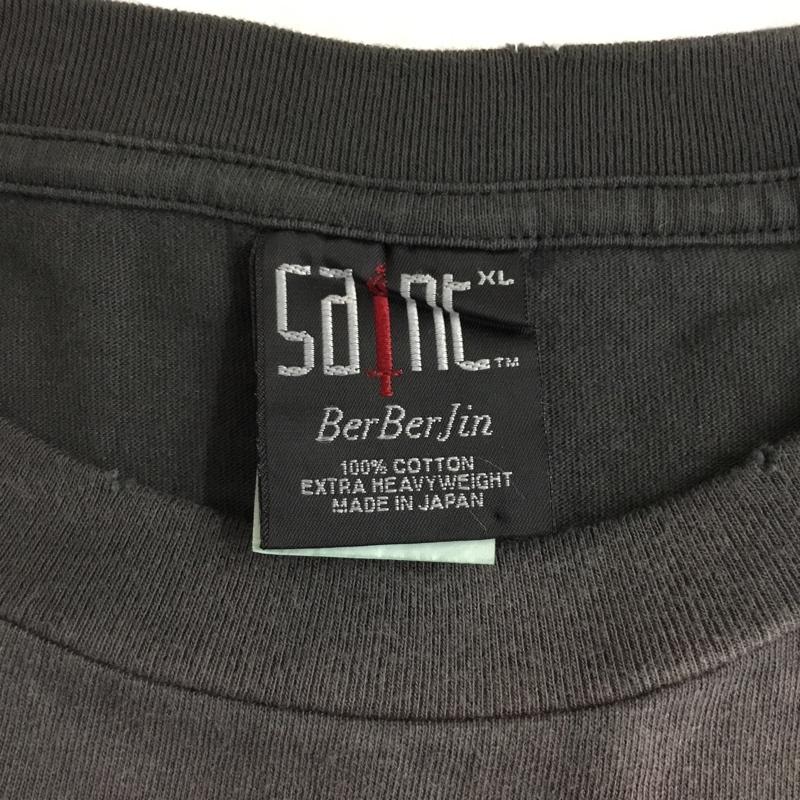 saint XL
TM
BerBerJin
100% COTTON
EXTRA HEAVYWEIGHT
MADE IN JAPAN